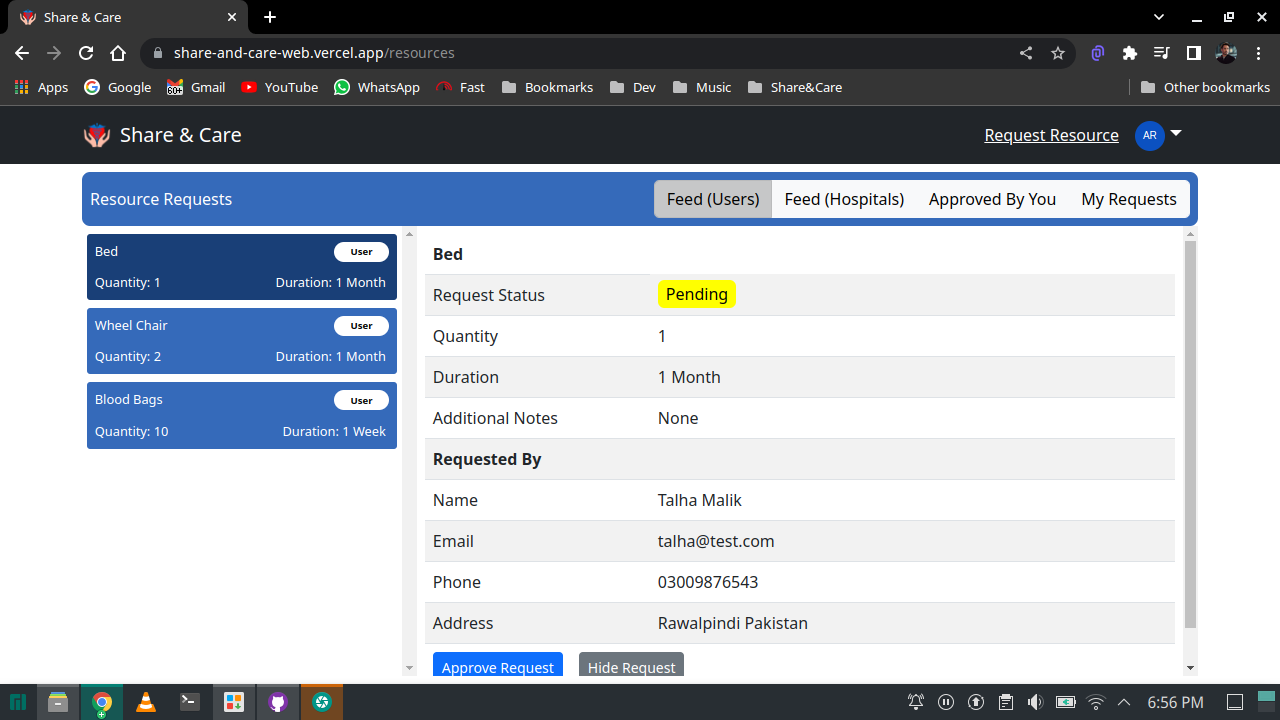 Share & Care
share-and-care-web.vercel.app/resources
Apps Google Gmail YouTube WhatsApp Fast Bookmarks Dev Music Share&Care Other bookmarks
60+
Share & Care Request Resource AR
Resource Requests Feed (Users) Feed (Hospitals) Approved By You My Requests
Bed User
Quantity: 1 Duration: 1 Month
Wheel Chair User
Quantity: 2 Duration: 1 Month
Blood Bags User
Quantity: 10 Duration: 1 Week
Bed
Request Status Pending
Quantity 1
Duration 1 Month
Additional Notes None
Requested By
Name Talha Malik
Email talha@test.com
Phone 03009876543
Address Rawalpindi Pakistan
Approve Request Hide Request
6:56 PM